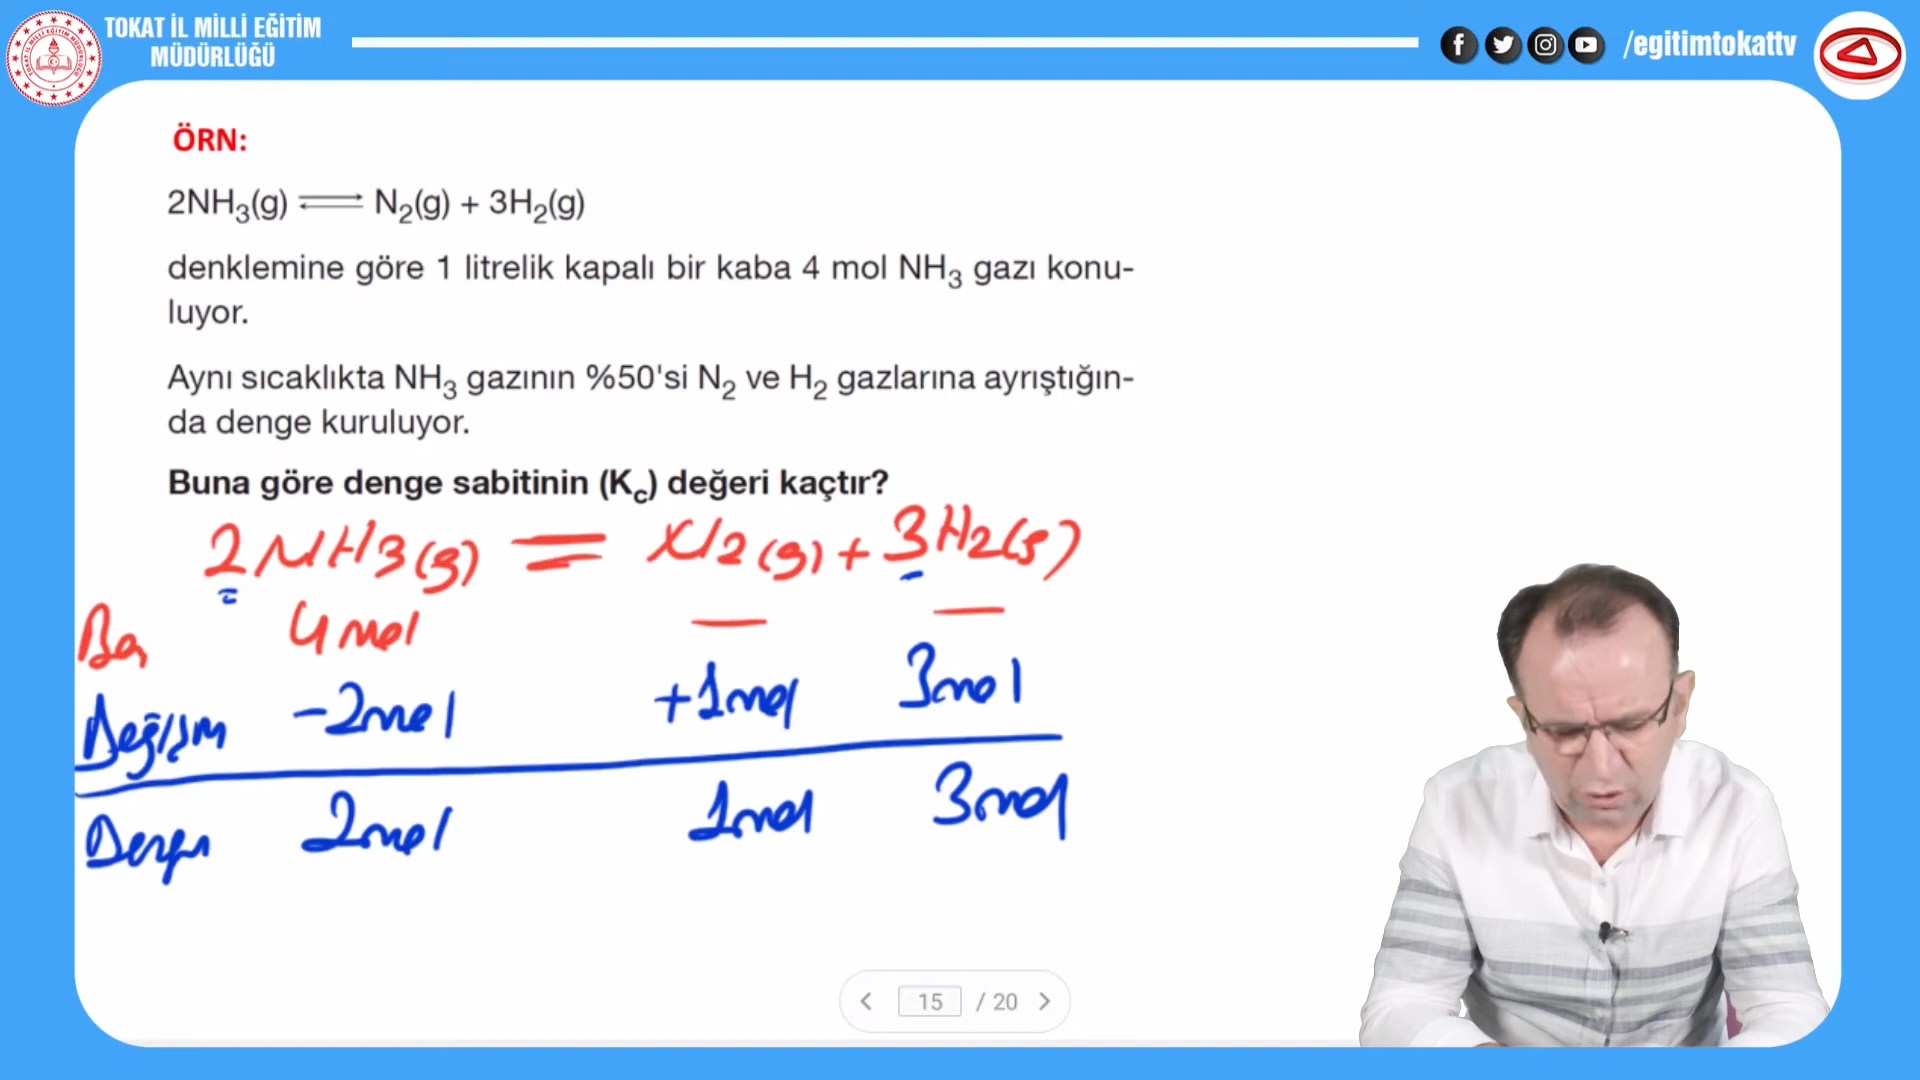 TOKAT İL MİLLİ EĞİTİM
MÜDÜRLÜĞÜ
/egitimtokattv
ÖRN:
2NH3(g) ⇌ N2(g) + 3H2(g)
denklemine göre 1 litrelik kapalı bir kaba 4 mol NH3 gazı konu-
luyor.
Aynı sıcaklıkta NH3 gazının %50'si N2 ve H2 gazlarına ayrıştığın-
da denge kuruluyor.
Buna göre denge sabitinin (Kc) değeri kaçtır?
2NH3(g) = N2(g) + 3H2(g)
Baş 4mol — —
Değişim -2mol +1mol 3mol
Denge 2mol 1mol 3mol
15 / 20